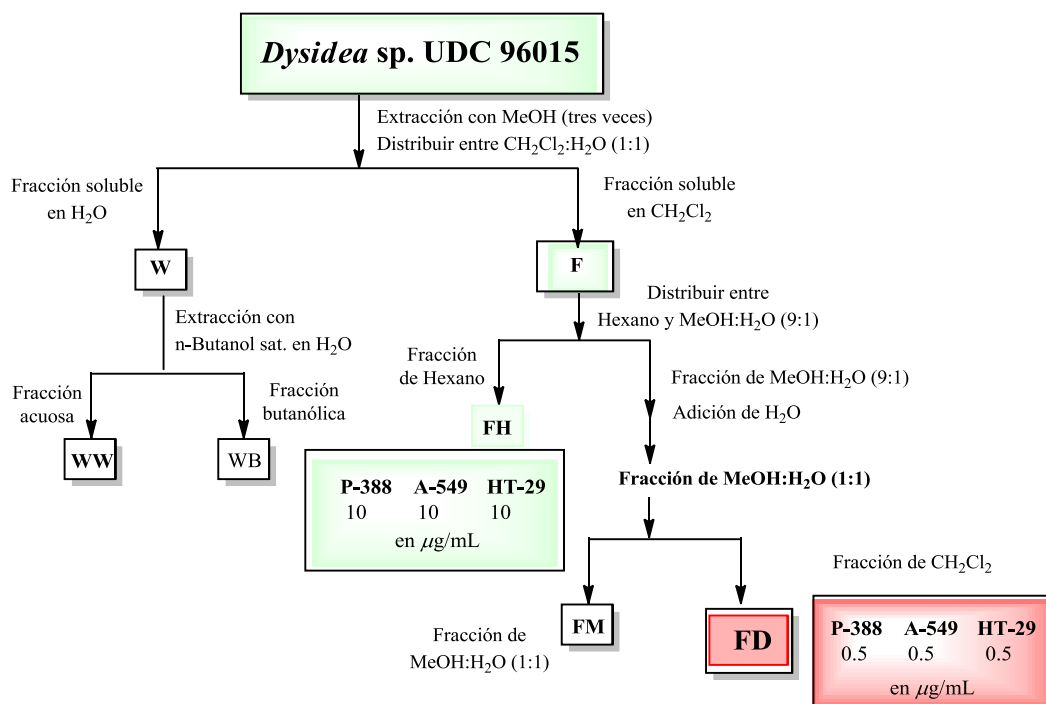 Dysidea sp. UDC 96015
Extracción con MeOH (tres veces)
Distribuir entre CH₂Cl₂:H₂O (1:1)
Fracción soluble
en H₂O
Fracción soluble
en CH₂Cl₂
W
F
Extracción con
n-Butanol sat. en H₂O
Distribuir entre
Hexano y MeOH:H₂O (9:1)
Fracción
acuosa
Fracción
butanólica
WW
WB
Fracción
de Hexano
Fracción de MeOH:H₂O (9:1)
Adición de H₂O
FH
P-388 A-549 HT-29
10 10 10
en μg/mL
Fracción de MeOH:H₂O (1:1)
Fracción de
MeOH:H₂O (1:1)
FM
FD
Fracción de CH₂Cl₂
P-388 A-549 HT-29
0.5 0.5 0.5
en μg/mL